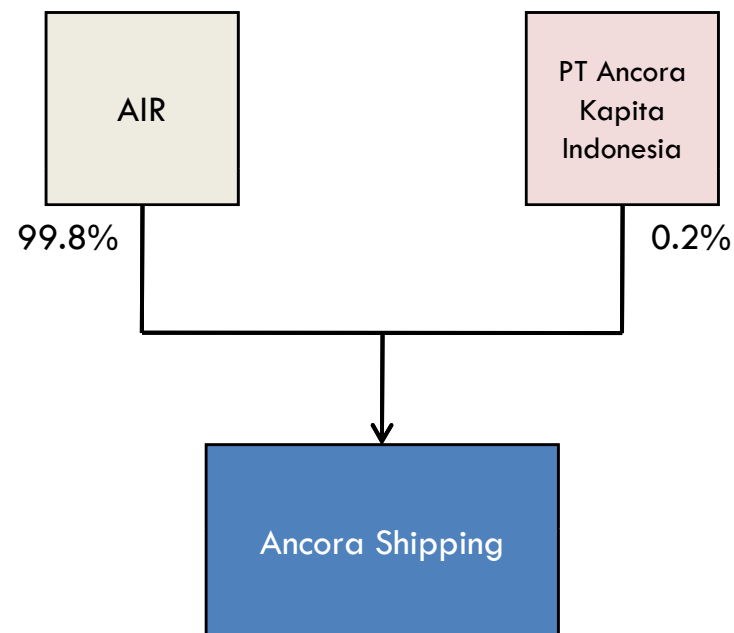 AIR
PT Ancora
Kapita
Indonesia
99.8%
0.2%
Ancora Shipping